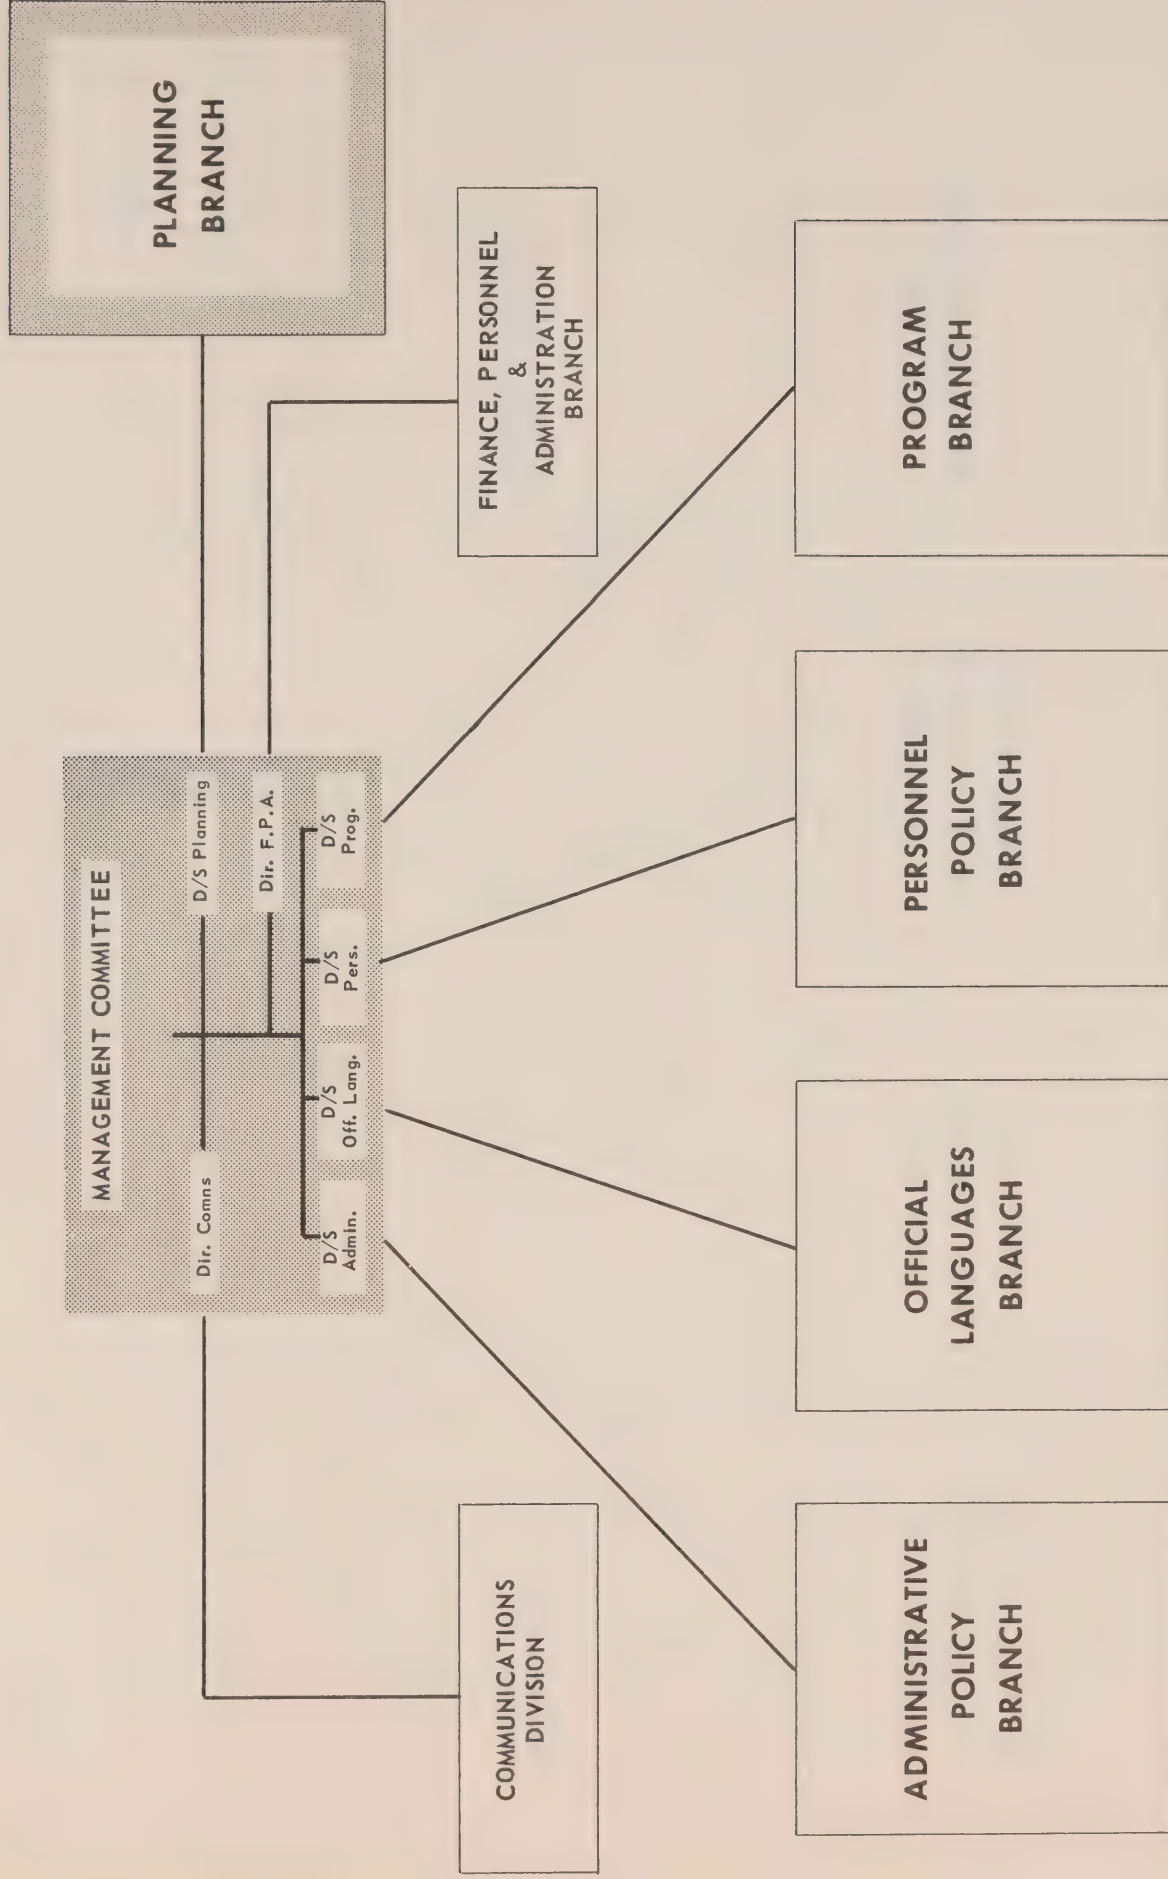 PLANNING
BRANCH
MANAGEMENT COMMITTEE
Dir. Comns
D/S Planning
Dir. F.P.A.
D/S
Admin.
D/S
Off. Lang.
D/S
Pers.
D/S
Prog.
COMMUNICATIONS
DIVISION
FINANCE, PERSONNEL
&
ADMINISTRATION
BRANCH
ADMINISTRATIVE
POLICY
BRANCH
OFFICIAL
LANGUAGES
BRANCH
PERSONNEL
POLICY
BRANCH
PROGRAM
BRANCH